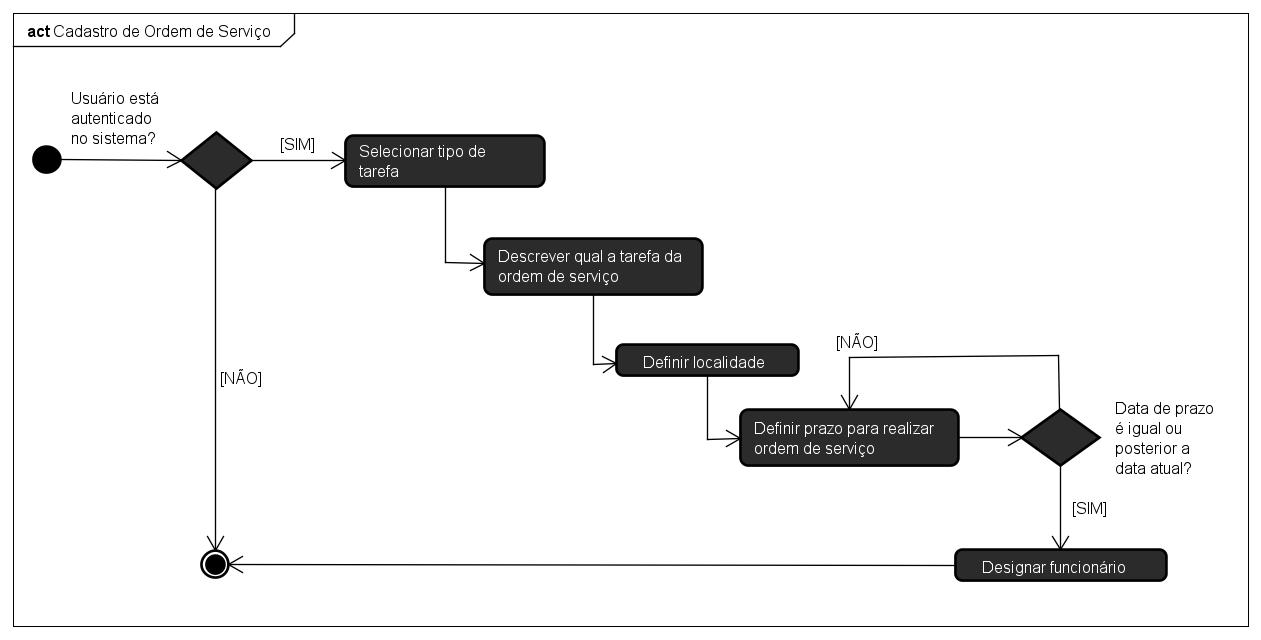 act Cadastro de Ordem de Serviço
Usuário está
autenticado
no sistema?
[SIM]
Selecionar tipo de
tarefa
Descrever qual a tarefa da
ordem de serviço
[NÃO]
Definir localidade
[NÃO]
Definir prazo para realizar
ordem de serviço
Data de prazo
é igual ou
posterior a
data atual?
[SIM]
Designar funcionário